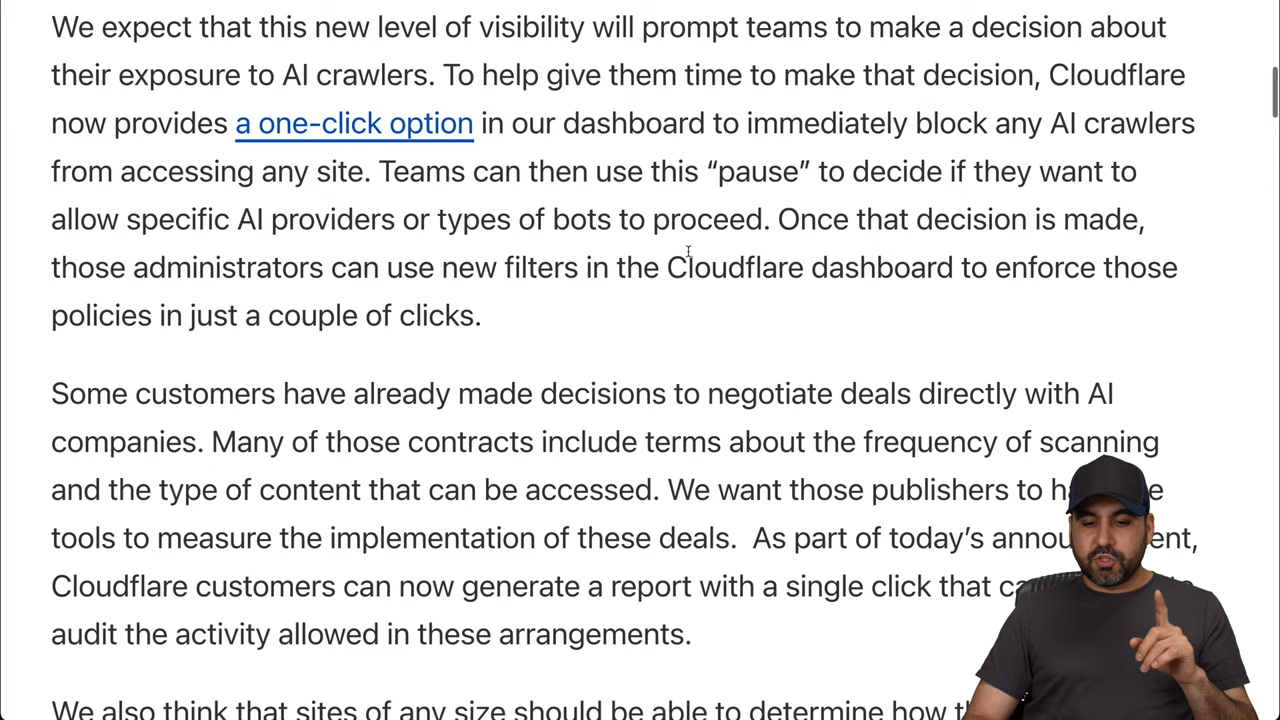 We expect that this new level of visibility will prompt teams to make a decision about
their exposure to AI crawlers. To help give them time to make that decision, Cloudflare
now provides a one-click option in our dashboard to immediately block any AI crawlers
from accessing any site. Teams can then use this “pause” to decide if they want to
allow specific AI providers or types of bots to proceed. Once that decision is made,
those administrators can use new filters in the Cloudflare dashboard to enforce those
policies in just a couple of clicks.
Some customers have already made decisions to negotiate deals directly with AI
companies. Many of those contracts include terms about the frequency of scanning
and the type of content that can be accessed. We want those publishers to
tools to measure the implementation of these deals. As part of today’s
Cloudflare customers can now generate a report with a single click that
audit the activity allowed in these arrangements.
We also think that sites of any size should be able to determine how